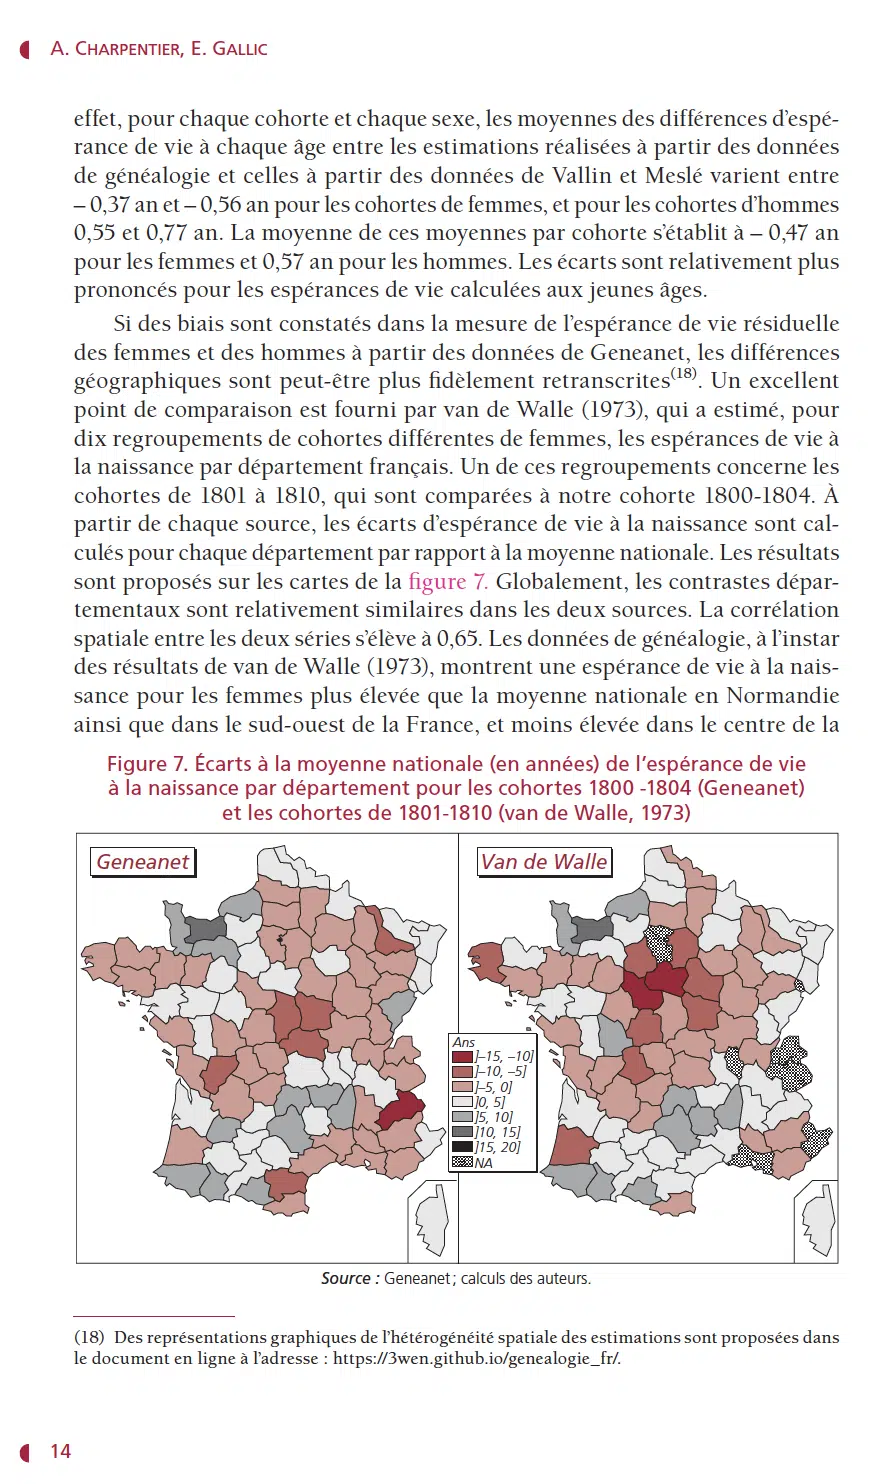 A. CHARPENTIER, E. GALLIC
effet, pour chaque cohorte et chaque sexe, les moyennes des différences d’espé-
rance de vie à chaque âge entre les estimations réalisées à partir des données
de généalogie et celles à partir des données de Vallin et Meslé varient entre
– 0,37 an et – 0,56 an pour les cohortes de femmes, et pour les cohortes d’hommes
0,55 et 0,77 an. La moyenne de ces moyennes par cohorte s’établit à – 0,47 an
pour les femmes et 0,57 an pour les hommes. Les écarts sont relativement plus
prononcés pour les espérances de vie calculées aux jeunes âges.
Si des biais sont constatés dans la mesure de l’espérance de vie résiduelle
des femmes et des hommes à partir des données de Geneanet, les différences
géographiques sont peut-être plus fidèlement retranscrites(18). Un excellent
point de comparaison est fourni par van de Walle (1973), qui a estimé, pour
dix regroupements de cohortes différentes de femmes, les espérances de vie à
la naissance par département français. Un de ces regroupements concerne les
cohortes de 1801 à 1810, qui sont comparées à notre cohorte 1800-1804. À
partir de chaque source, les écarts d’espérance de vie à la naissance sont cal-
culés pour chaque département par rapport à la moyenne nationale. Les résultats
sont proposés sur les cartes de la figure 7. Globalement, les contrastes dépar-
tementaux sont relativement similaires dans les deux sources. La corrélation
spatiale entre les deux séries s’élève à 0,65. Les données de généalogie, à l’instar
des résultats de van de Walle (1973), montrent une espérance de vie à la nais-
sance pour les femmes plus élevée que la moyenne nationale en Normandie
ainsi que dans le sud-ouest de la France, et moins élevée dans le centre de la
Figure 7. Écarts à la moyenne nationale (en années) de l’espérance de vie
à la naissance par département pour les cohortes 1800 -1804 (Geneanet)
et les cohortes de 1801-1810 (van de Walle, 1973)
Geneanet
Van de Walle
Ans
]–15, –10]
]–10, –5]
]–5, 0]
]0, 5]
]5, 10]
]10, 15]
]15, 20]
NA
Source : Geneanet ; calculs des auteurs.
(18) Des représentations graphiques de l’hétérogénéité spatiale des estimations sont proposées dans
le document en ligne à l’adresse : https://3wen.github.io/genealogie_fr/.
14